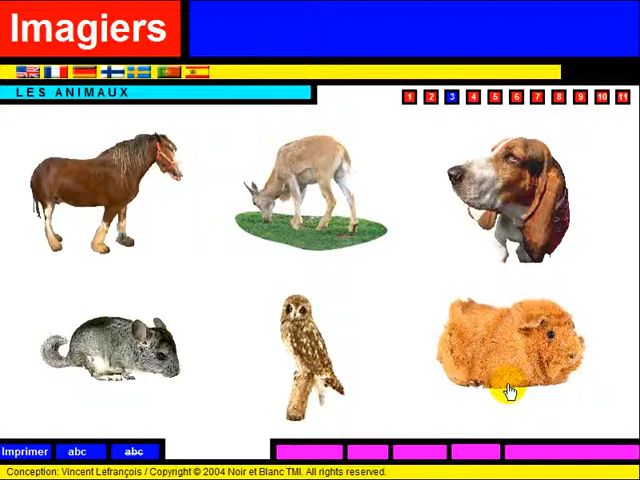 Imagiers
LES ANIMAUX
1 2 3 4 5 6 7 8 9 10 11
Imprimer abc abc
Conception: Vincent Lefrançois / Copyright © 2004 Noir et Blanc TMI. All rights reserved.